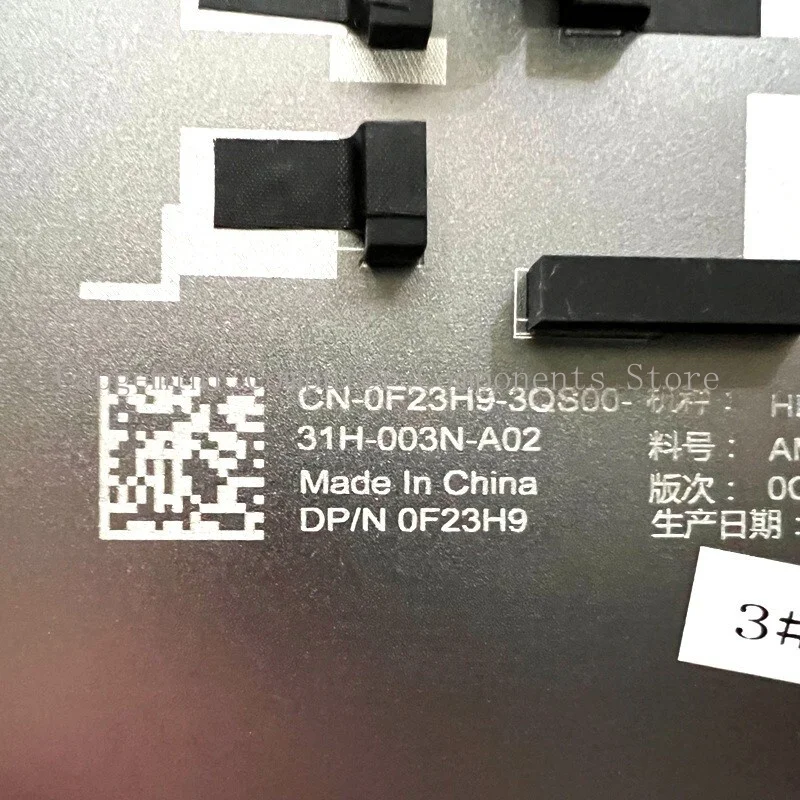 Store
CN-0F23H9-3QS00-
31H-003N-A02
Made In China
DP/N 0F23H9
机种：
料号：
版次：
生产日期：
3#